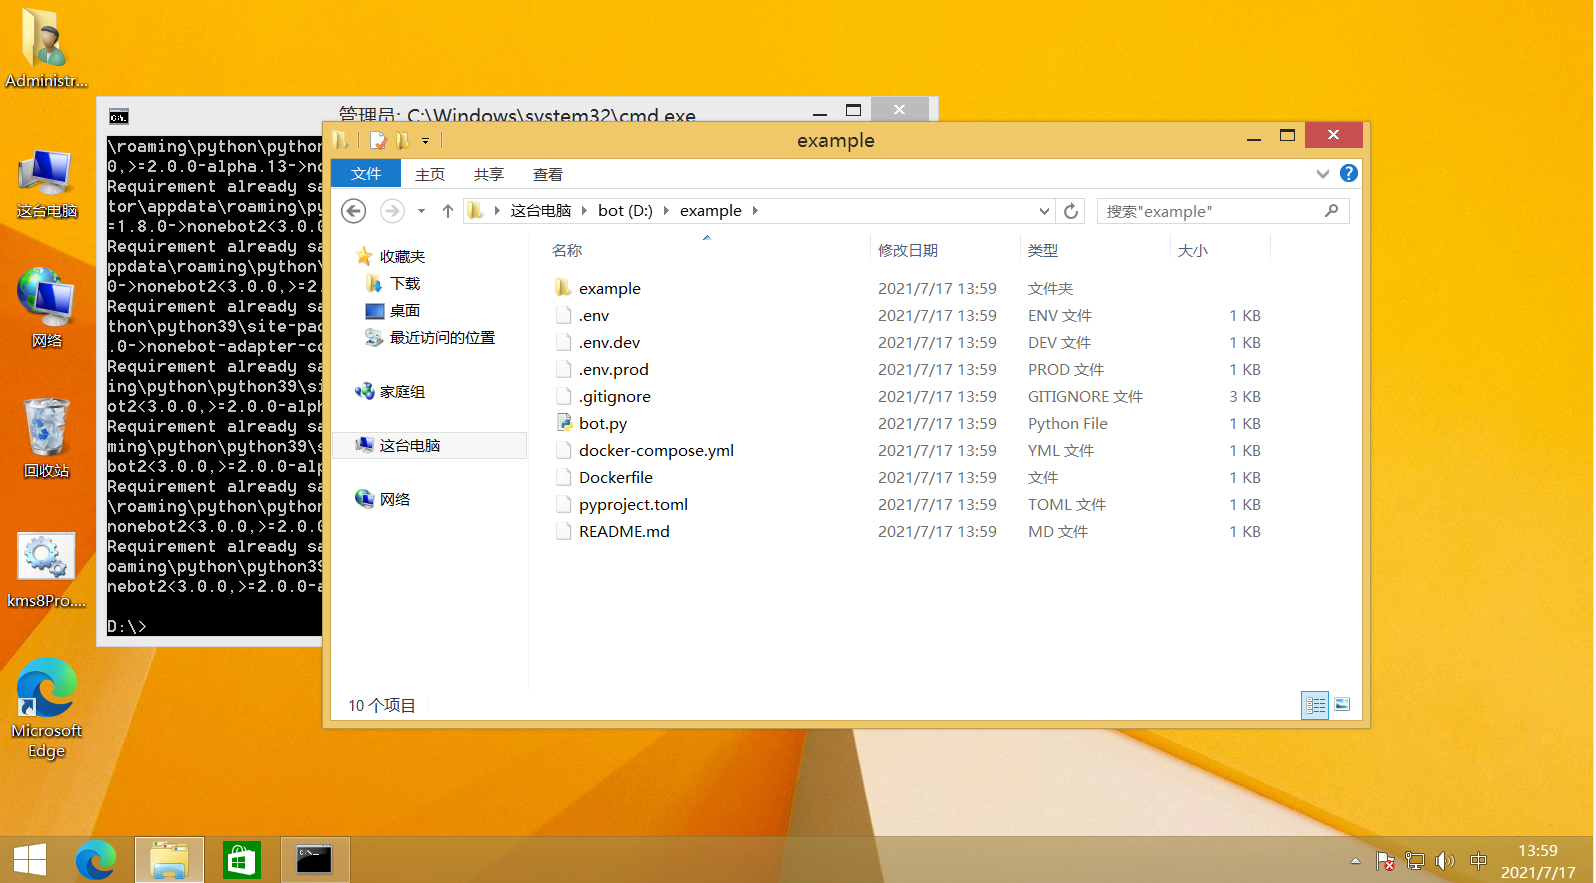 Administr...
这台电脑
网络
回收站
kms8Pro....
Microsoft
Edge
管理员: C:\Windows\system32\cmd.exe
\roaming\python\python
0,>=2.0.0-alpha.13->no
Requirement already sa
tor\appdata\roaming\py
=1.8.0->nonebot2<3.0.0
Requirement already sa
ppdata\roaming\python\
0->nonebot2<3.0.0,>=2.
Requirement already sa
thon\python39\site-pac
.0->nonebot-adapter-co
Requirement already sa
ing\python\python39\si
ot2<3.0.0,>=2.0.0-alph
Requirement already sa
ming\python\python39\s
bot2<3.0.0,>=2.0.0-alp
Requirement already sa
\roaming\python\python
nonebot2<3.0.0,>=2.0.0
Requirement already sa
oaming\python\python39
nebot2<3.0.0,>=2.0.0-a
D:\>
example
文件 主页 共享 查看
这台电脑 bot (D:) example
搜索"example"
收藏夹
下载
桌面
最近访问的位置
家庭组
这台电脑
网络
名称 修改日期 类型 大小
example 2021/7/17 13:59 文件夹
.env 2021/7/17 13:59 ENV 文件 1 KB
.env.dev 2021/7/17 13:59 DEV 文件 1 KB
.env.prod 2021/7/17 13:59 PROD 文件 1 KB
.gitignore 2021/7/17 13:59 GITIGNORE 文件 3 KB
bot.py 2021/7/17 13:59 Python File 1 KB
docker-compose.yml 2021/7/17 13:59 YML 文件 1 KB
Dockerfile 2021/7/17 13:59 文件 1 KB
pyproject.toml 2021/7/17 13:59 TOML 文件 1 KB
README.md 2021/7/17 13:59 MD 文件 1 KB
10 个项目
中
13:59
2021/7/17